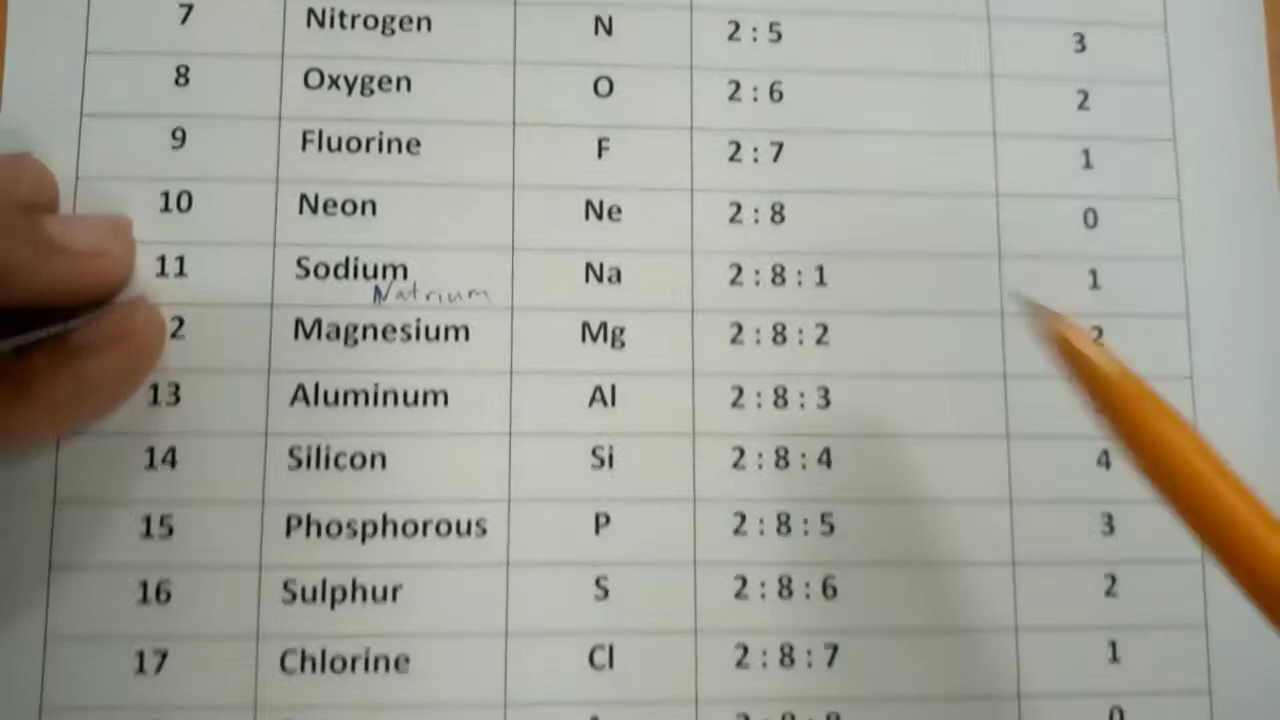 7 Nitrogen N 2 : 5 3
8 Oxygen O 2 : 6 2
9 Fluorine F 2 : 7 1
10 Neon Ne 2 : 8 0
11 Sodium Na 2 : 8 : 1 1
Natrium
2 Magnesium Mg 2 : 8 : 2 2
13 Aluminum Al 2 : 8 : 3
14 Silicon Si 2 : 8 : 4 4
15 Phosphorous P 2 : 8 : 5 3
16 Sulphur S 2 : 8 : 6 2
17 Chlorine Cl 2 : 8 : 7 1